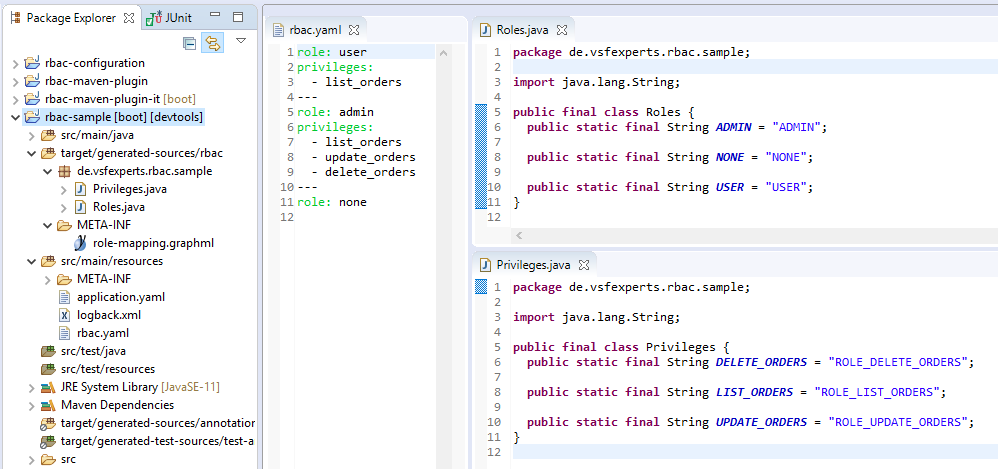 Package Explorer
JUnit
rbac-configuration
rbac-maven-plugin
rbac-maven-plugin-it [boot]
rbac-sample [boot] [devtools]
src/main/java
target/generated-sources/rbac
de.vsfexperts.rbac.sample
Privileges.java
Roles.java
META-INF
role-mapping.graphml
src/main/resources
META-INF
application.yaml
logback.xml
rbac.yaml
src/test/java
src/test/resources
JRE System Library [JavaSE-11]
Maven Dependencies
target/generated-sources/annotation
target/generated-test-sources/test-a
src
rbac.yaml
1 role: user
2 privileges:
3   - list_orders
4 ---
5 role: admin
6 privileges:
7   - list_orders
8   - update_orders
9   - delete_orders
10 ---
11 role: none
12
Roles.java
1 package de.vsfexperts.rbac.sample;
2
3 import java.lang.String;
4
5 public final class Roles {
6   public static final String ADMIN = "ADMIN";
7
8   public static final String NONE = "NONE";
9
10   public static final String USER = "USER";
11 }
12
Privileges.java
1 package de.vsfexperts.rbac.sample;
2
3 import java.lang.String;
4
5 public final class Privileges {
6   public static final String DELETE_ORDERS = "ROLE_DELETE_ORDERS";
7
8   public static final String LIST_ORDERS = "ROLE_LIST_ORDERS";
9
10   public static final String UPDATE_ORDERS = "ROLE_UPDATE_ORDERS";
11 }
12